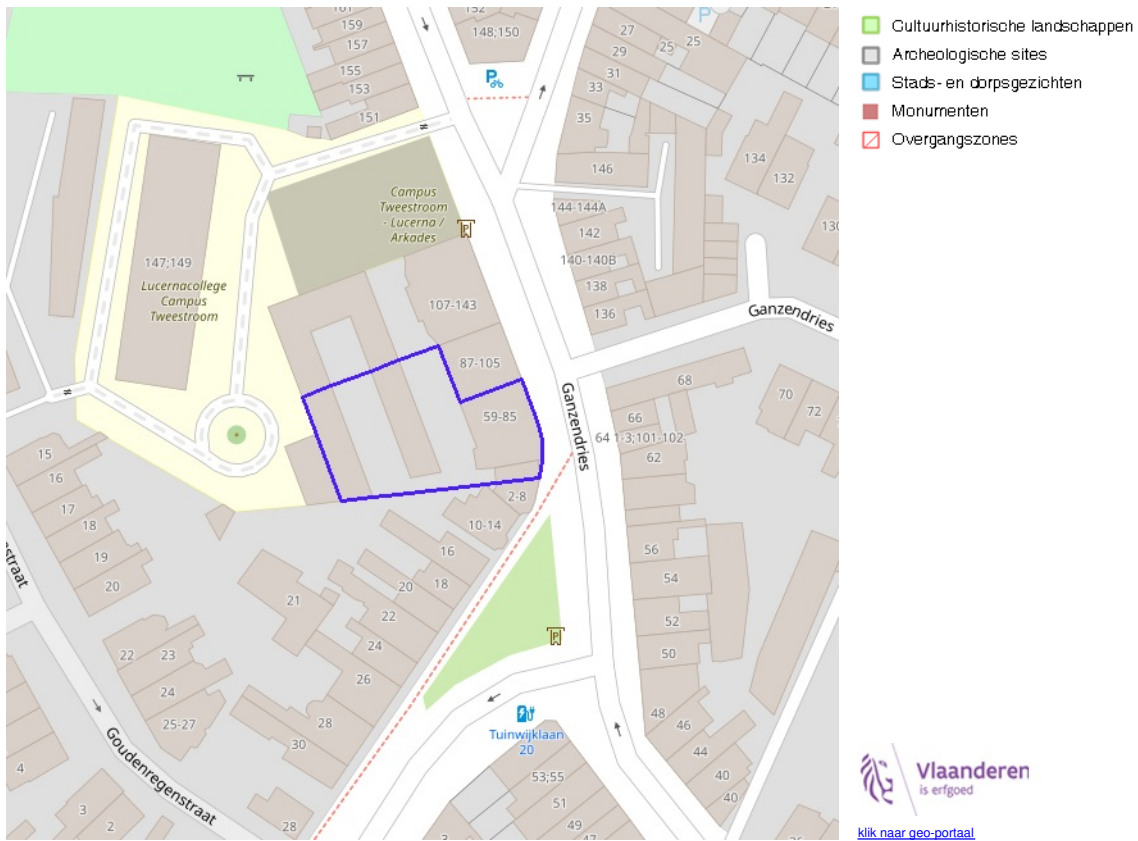 161
159
157
155
153
151
152
148;150
P
P
27
29
25
25
31
33
35
146
134
132
130
144-144A
142
140-140B
138
136
Campus
Tweestroom
- Lucerna /
Arkades
P
147;149
Lucernacollege
Campus
Tweestroom
107-143
87-105
59-85
Ganzendries
Ganzendries
68
70
72
66
64 1-3;101-102
62
2-8
10-14
15
16
17
18
19
20
16
18
20
22
24
26
28
30
21
22
23
24
25-27
56
54
52
50
48
46
44
40
40
P
Tuinwijklaan
20
53;55
51
49
47
3
Goudenregenstraat
straat
4
3
2
28
Cultuurhistorische landschappen
Archeologische sites
Stads- en dorpsgezichten
Monumenten
Overgangszones
Vlaanderen
is erfgoed
klik naar geo-portaal